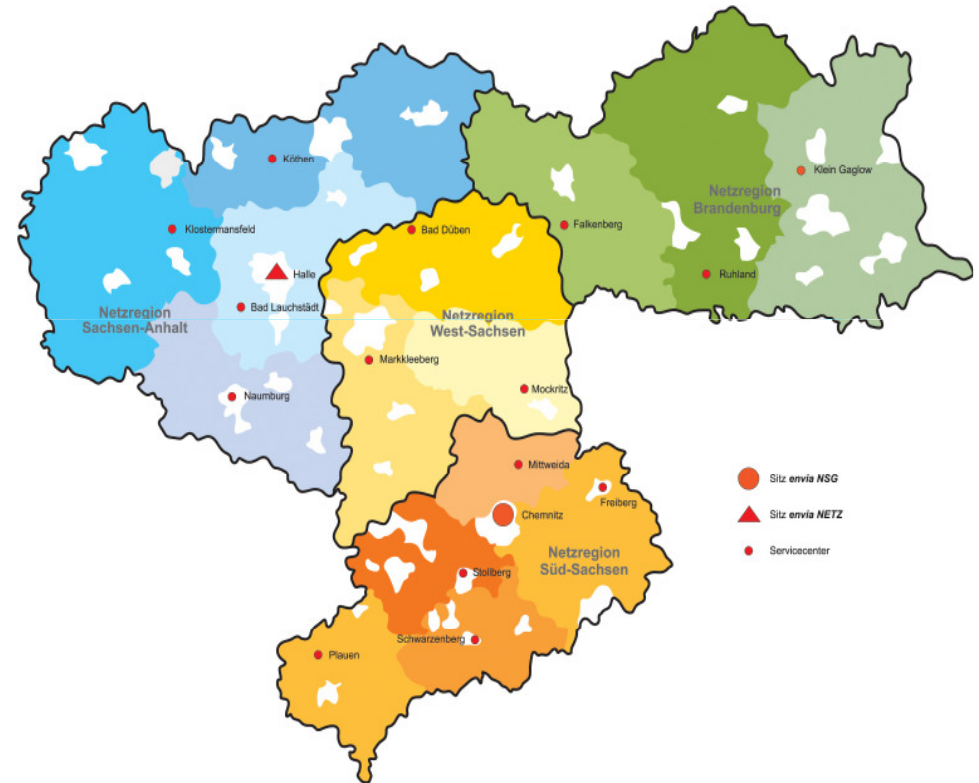 Köthen
Klein Gaglow
Netzregion
Brandenburg
Klostermansfeld
Bad Düben
Falkenberg
Halle
Ruhland
Bad Lauchstädt
Netzregion
Sachsen-Anhalt
Netzregion
West-Sachsen
Markkleeberg
Mockritz
Naumburg
Mittweida
Freiberg
Chemnitz
Netzregion
Süd-Sachsen
Stollberg
Schwarzenberg
Plauen
Sitz envia NSG
Sitz envia NETZ
Servicecenter